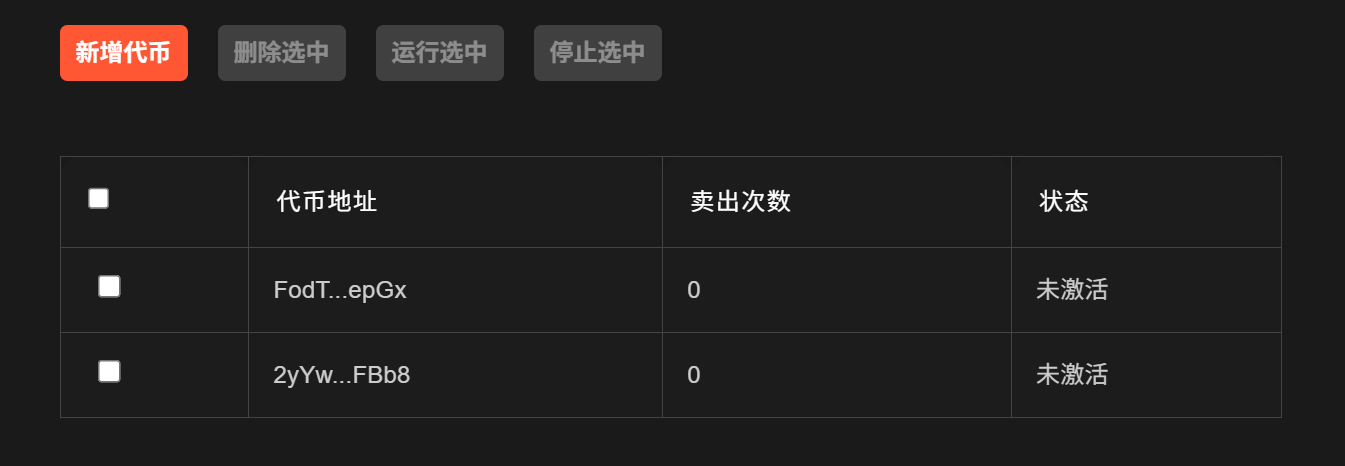 新增代币 删除选中 运行选中 停止选中
代币地址 卖出次数 状态
FodT...epGx 0 未激活
2yYw...FBb8 0 未激活